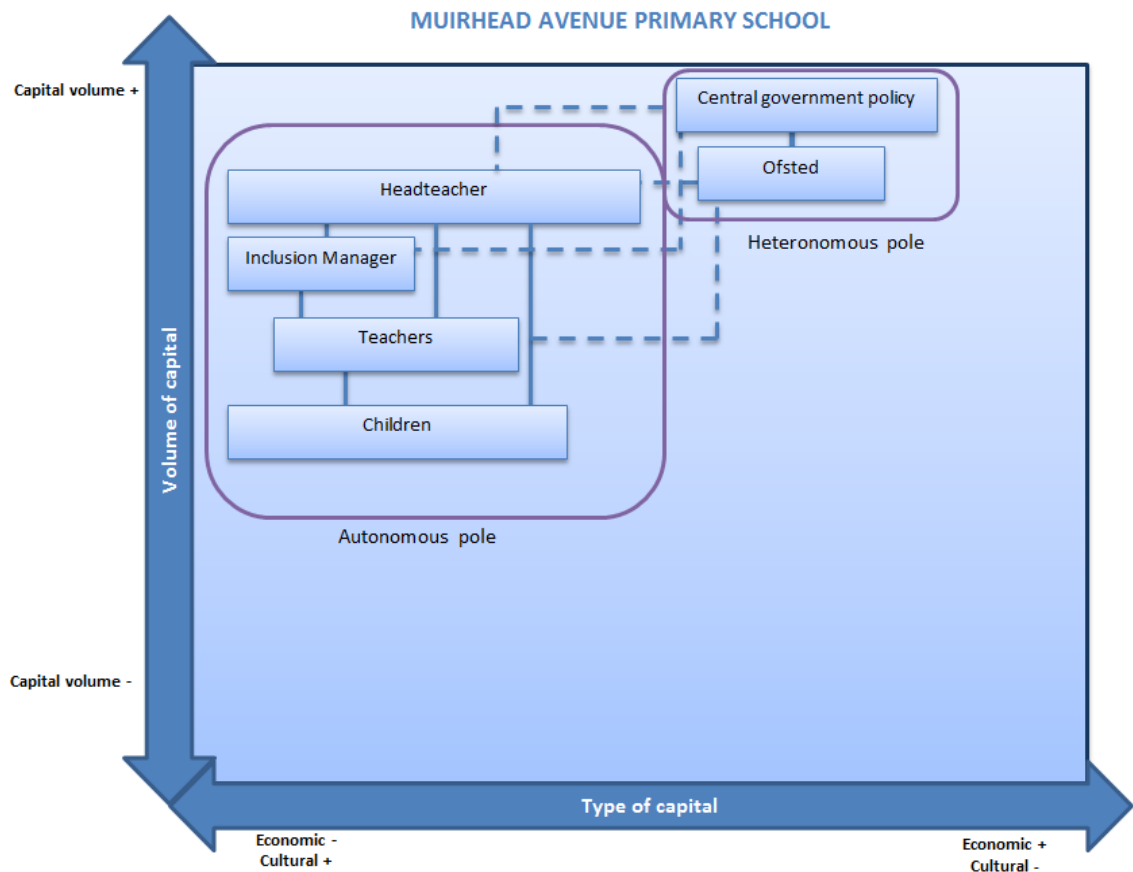 MUIRHEAD AVENUE PRIMARY SCHOOL
Capital volume +
Central government policy
Ofsted
Headteacher
Heteronomous pole
Inclusion Manager
Teachers
Children
Volume of capital
Autonomous pole
Capital volume -
Type of capital
Economic -
Cultural +
Economic +
Cultural -